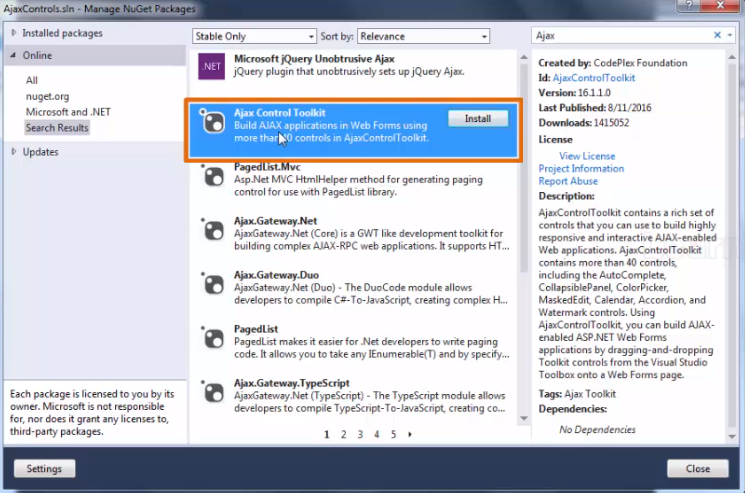 AjaxControls.sln - Manage NuGet Packages
Installed packages
Online
All
nuget.org
Microsoft and .NET
Search Results
Updates
Each package is licensed to you by its
owner. Microsoft is not responsible
for, nor does it grant any licenses to,
third-party packages.
Settings
Stable Only
Sort by:
Relevance
.NET
Microsoft jQuery Unobtrusive Ajax
jQuery plugin that unobtrusively sets up jQuery Ajax.
Ajax Control Toolkit
Install
Build AJAX applications in Web Forms using
more than 40 controls in AjaxControlToolkit.
PagedList.Mvc
Asp.Net MVC HtmlHelper method for generating paging
control for use with PagedList library.
Ajax.Gateway.Net
AjaxGateway.Net (Core) is a GWT like development toolkit for
building complex AJAX-RPC web applications. It supports HT...
Ajax.Gateway.Duo
AjaxGateway.Net (Duo) - The DuoCode module allows
developers to compile C#-To-JavaScript, creating complex H...
PagedList
PagedList makes it easier for .Net developers to write paging
code. It allows you to take any IEnumerable(T) and by specify...
Ajax.Gateway.TypeScript
AjaxGateway.Net (TypeScript) - The TypeScript module allows
developers to compile TypeScript-To-JavaScript, creating co...
1 2 3 4 5
Ajax
Created by: CodePlex Foundation
Id: AjaxControlToolkit
Version: 16.1.1.0
Last Published: 8/11/2016
Downloads: 1415052
License
View License
Project Information
Report Abuse
Description:
AjaxControlToolkit contains a rich set of
controls that you can use to build highly
responsive and interactive AJAX-enabled
Web applications. AjaxControlToolkit
contains more than 40 controls,
including the AutoComplete,
CollapsiblePanel, ColorPicker,
MaskedEdit, Calendar, Accordion, and
Watermark controls. Using
AjaxControlToolkit, you can build AJAX-
enabled ASP.NET Web Forms
applications by dragging-and-dropping
Toolkit controls from the Visual Studio
Toolbox onto a Web Forms page.
Tags: Ajax Toolkit
Dependencies:
No Dependencies
Close